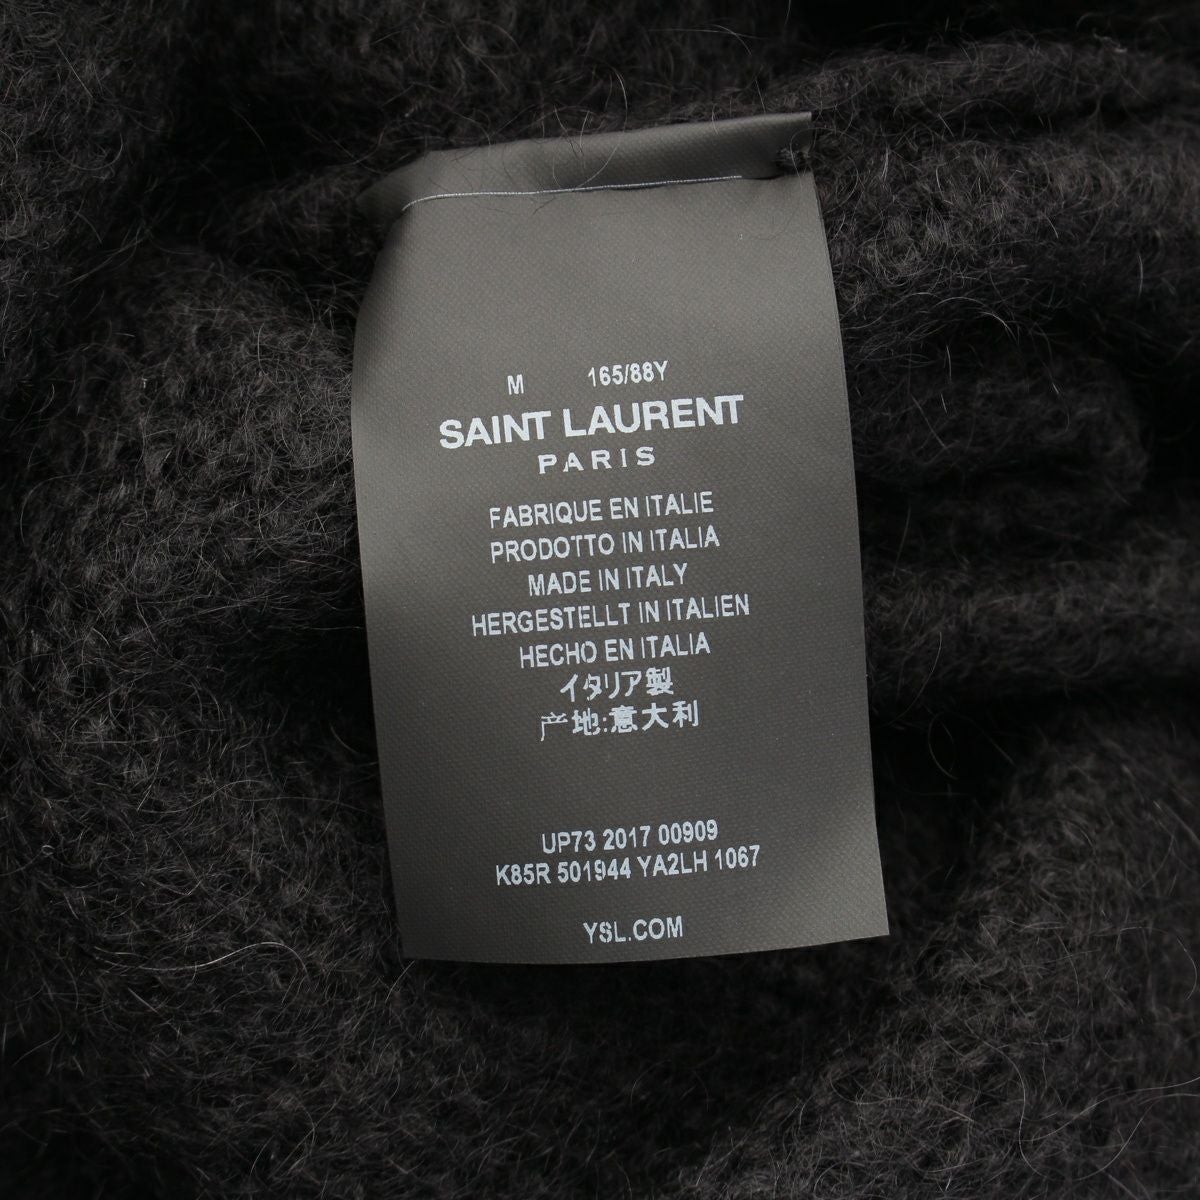 M 165/88Y
SAINT LAURENT
PARIS
FABRIQUE EN ITALIE
PRODOTTO IN ITALIA
MADE IN ITALY
HERGESTELLT IN ITALIEN
HECHO EN ITALIA
イタリア製
产地:意大利
UP73 2017 00909
K85R 501944 YA2LH 1067
YSL.COM